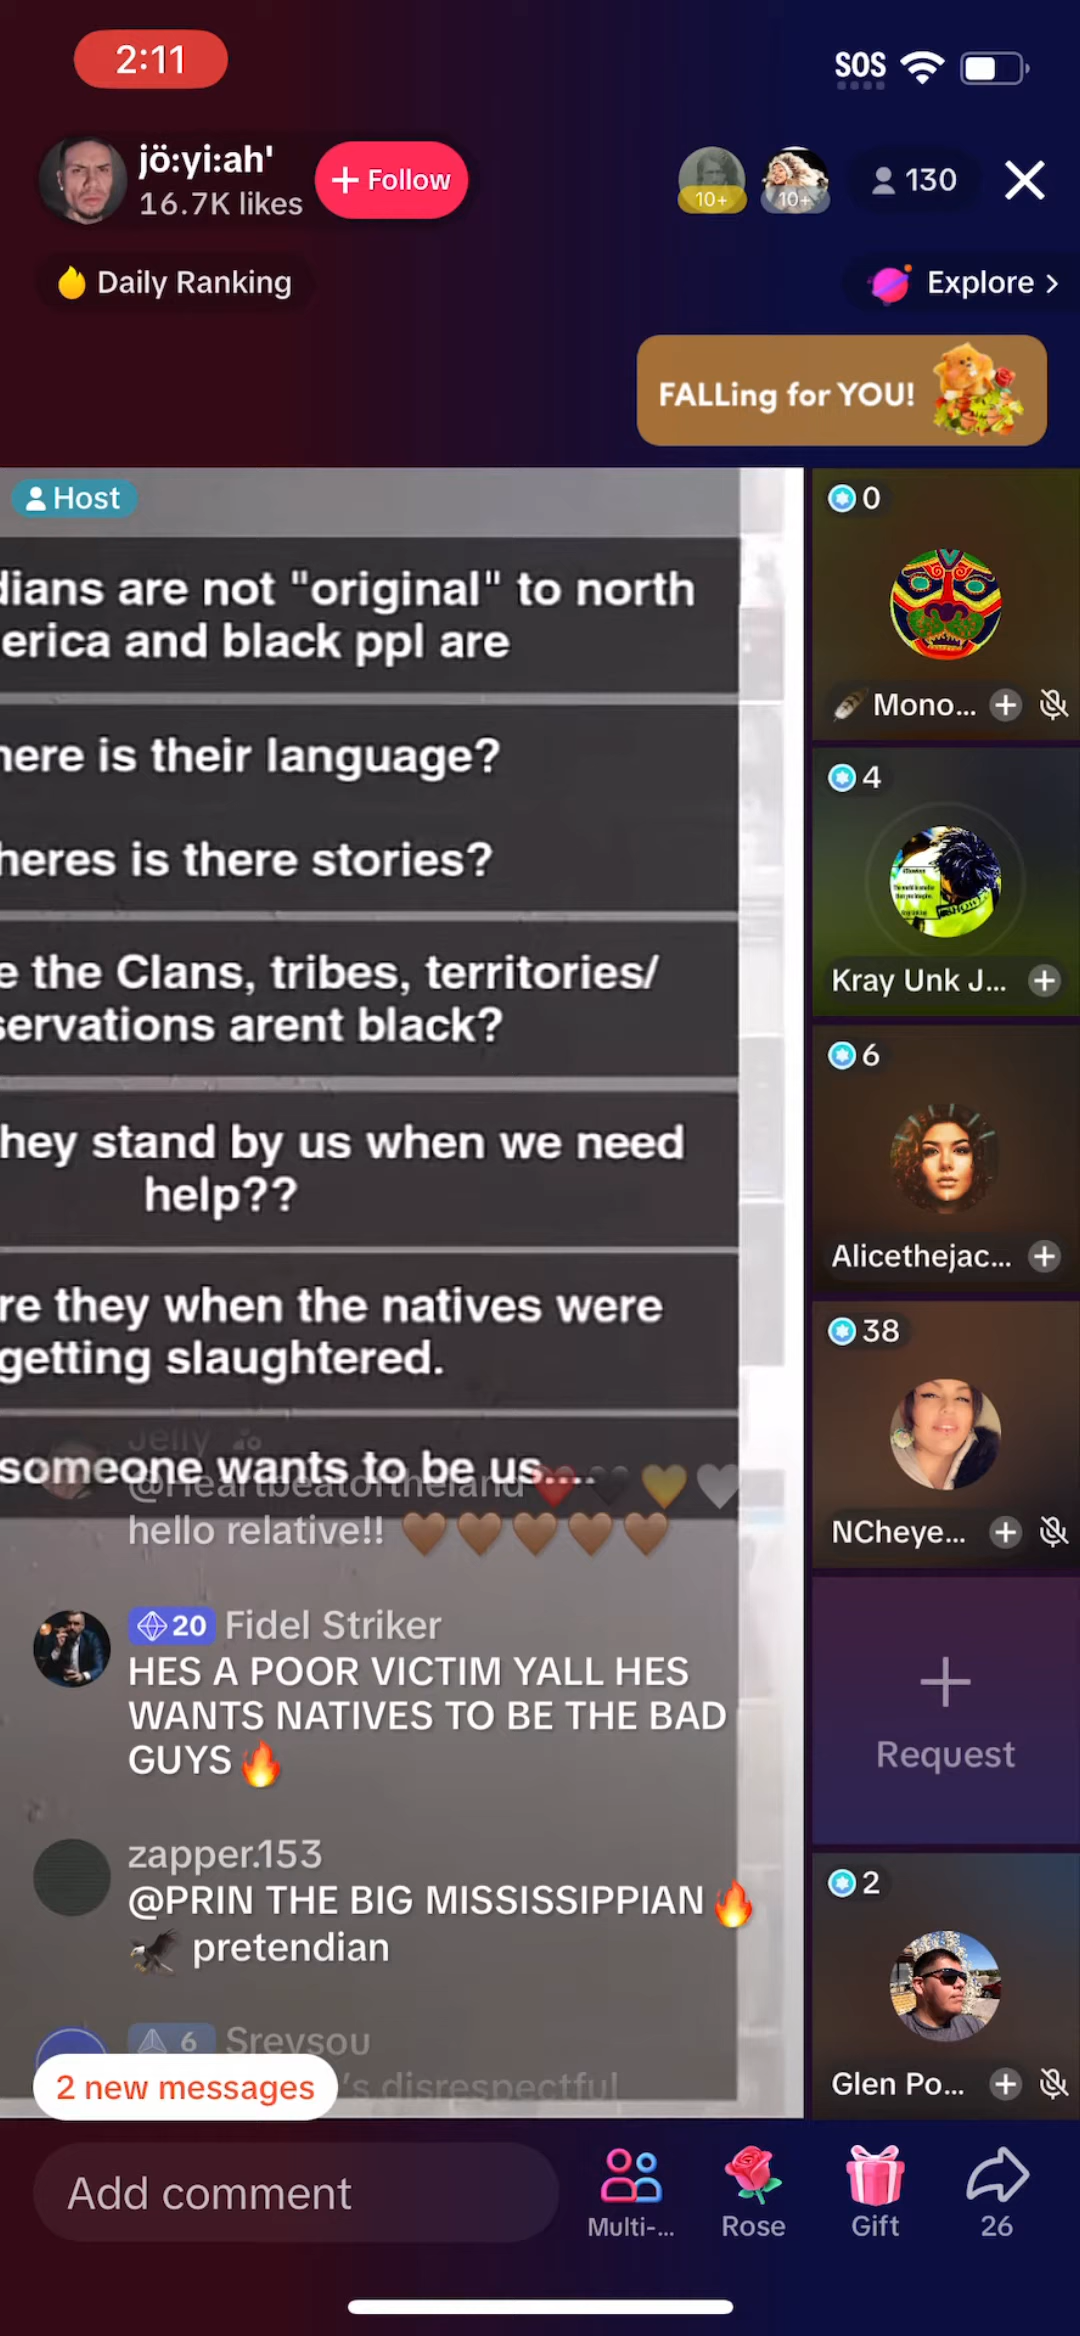 2:11
SOS
jö:yi:ah'
16.7K likes
+ Follow
10+
10+
130
Daily Ranking
Explore >
FALLing for YOU!
Host
dians are not "original" to north
erica and black ppl are
here is their language?
heres is there stories?
e the Clans, tribes, territories/
servations arent black?
hey stand by us when we need
help??
re they when the natives were
getting slaughtered.
someone wants to be us....
0
Mono...
4
Kray Unk J...
6
Alicethejac...
38
NCheye...
Request
2
Glen Po...
Jelly
@Heartbeatoftheland❤️🖤💛🤍
hello relative!! 🤎🤎🤎🤎🤎
20 Fidel Striker
HES A POOR VICTIM YALL HES
WANTS NATIVES TO BE THE BAD
GUYS🔥
zapper.153
@PRIN THE BIG MISSISSIPPIAN🔥
🦅 pretendian
6 Sreysou
's disrespectful
2 new messages
Add comment
Multi-...
Rose
Gift
26